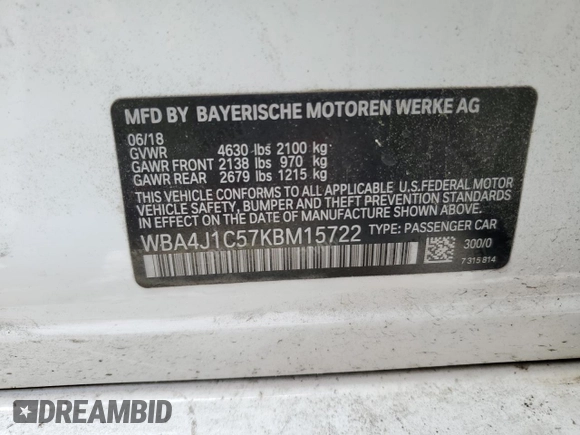 MFD BY BAYERISCHE MOTOREN WERKE AG
06/18
GVWR 4630 lbs 2100 kg
GAWR FRONT 2138 lbs 970 kg
GAWR REAR 2679 lbs 1215 kg
THIS VEHICLE CONFORMS TO ALL APPLICABLE U.S.FEDERAL MOTOR
VEHICLE SAFETY, BUMPER AND THEFT PREVENTION STANDARDS
IN EFFECT ON THE DATE OF MANUFACTURE SHOWN ABOVE.
WBA4J1C57KBM15722 TYPE: PASSENGER CAR
300/0
7315814
DREAMBID